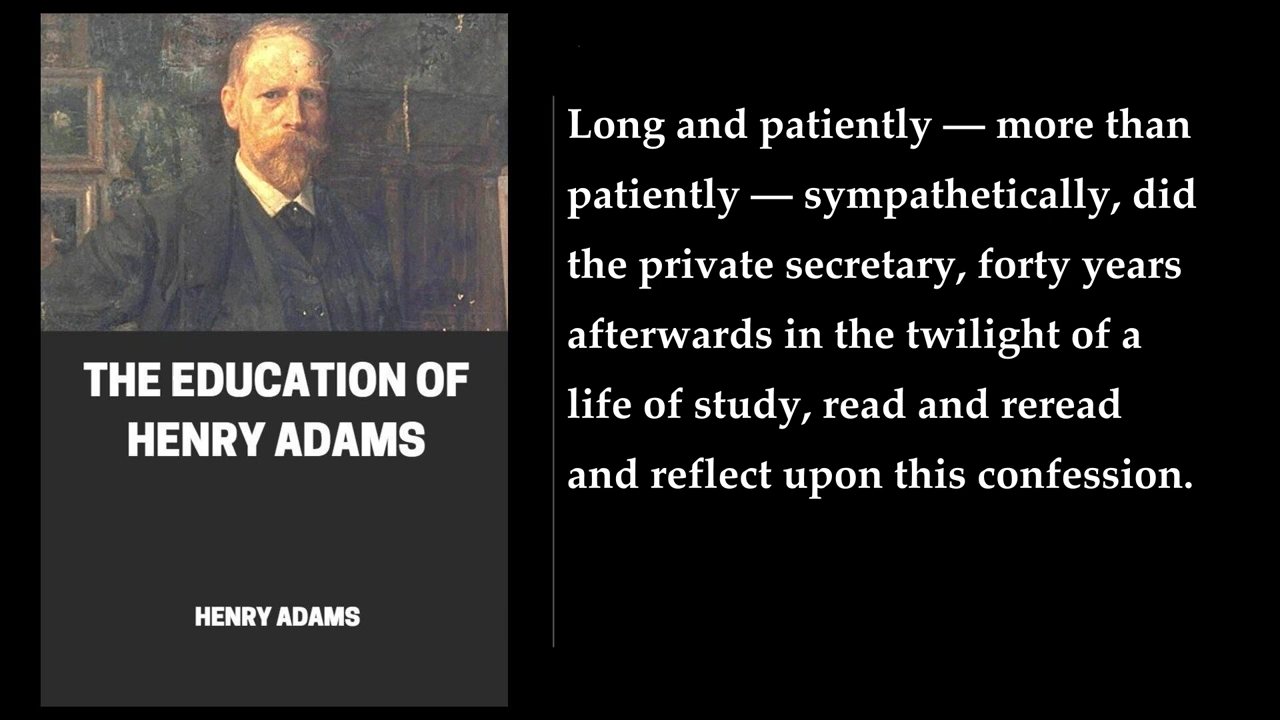 THE EDUCATION OF
HENRY ADAMS
HENRY ADAMS
Long and patiently — more than
patiently — sympathetically, did
the private secretary, forty years
afterwards in the twilight of a
life of study, read and reread
and reflect upon this confession.